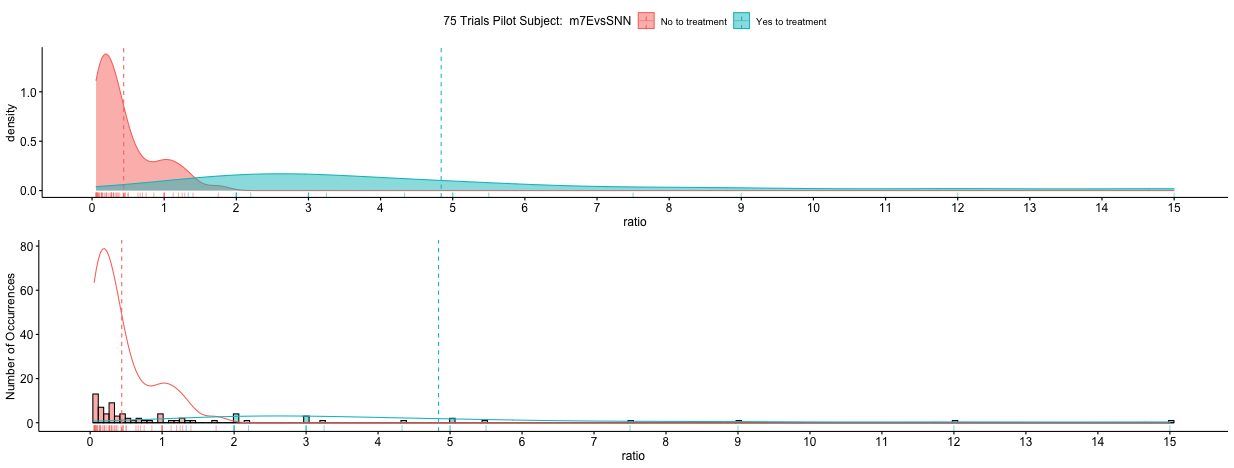 75 Trials Pilot Subject: m7EvsSNN No to treatment Yes to treatment
density
1.0
0.5
0.0
0 1 2 3 4 5 6 7 8 9 10 11 12 13 14 15
ratio
Number of Occurrences
80
60
40
20
0
0 1 2 3 4 5 6 7 8 9 10 11 12 13 14 15
ratio